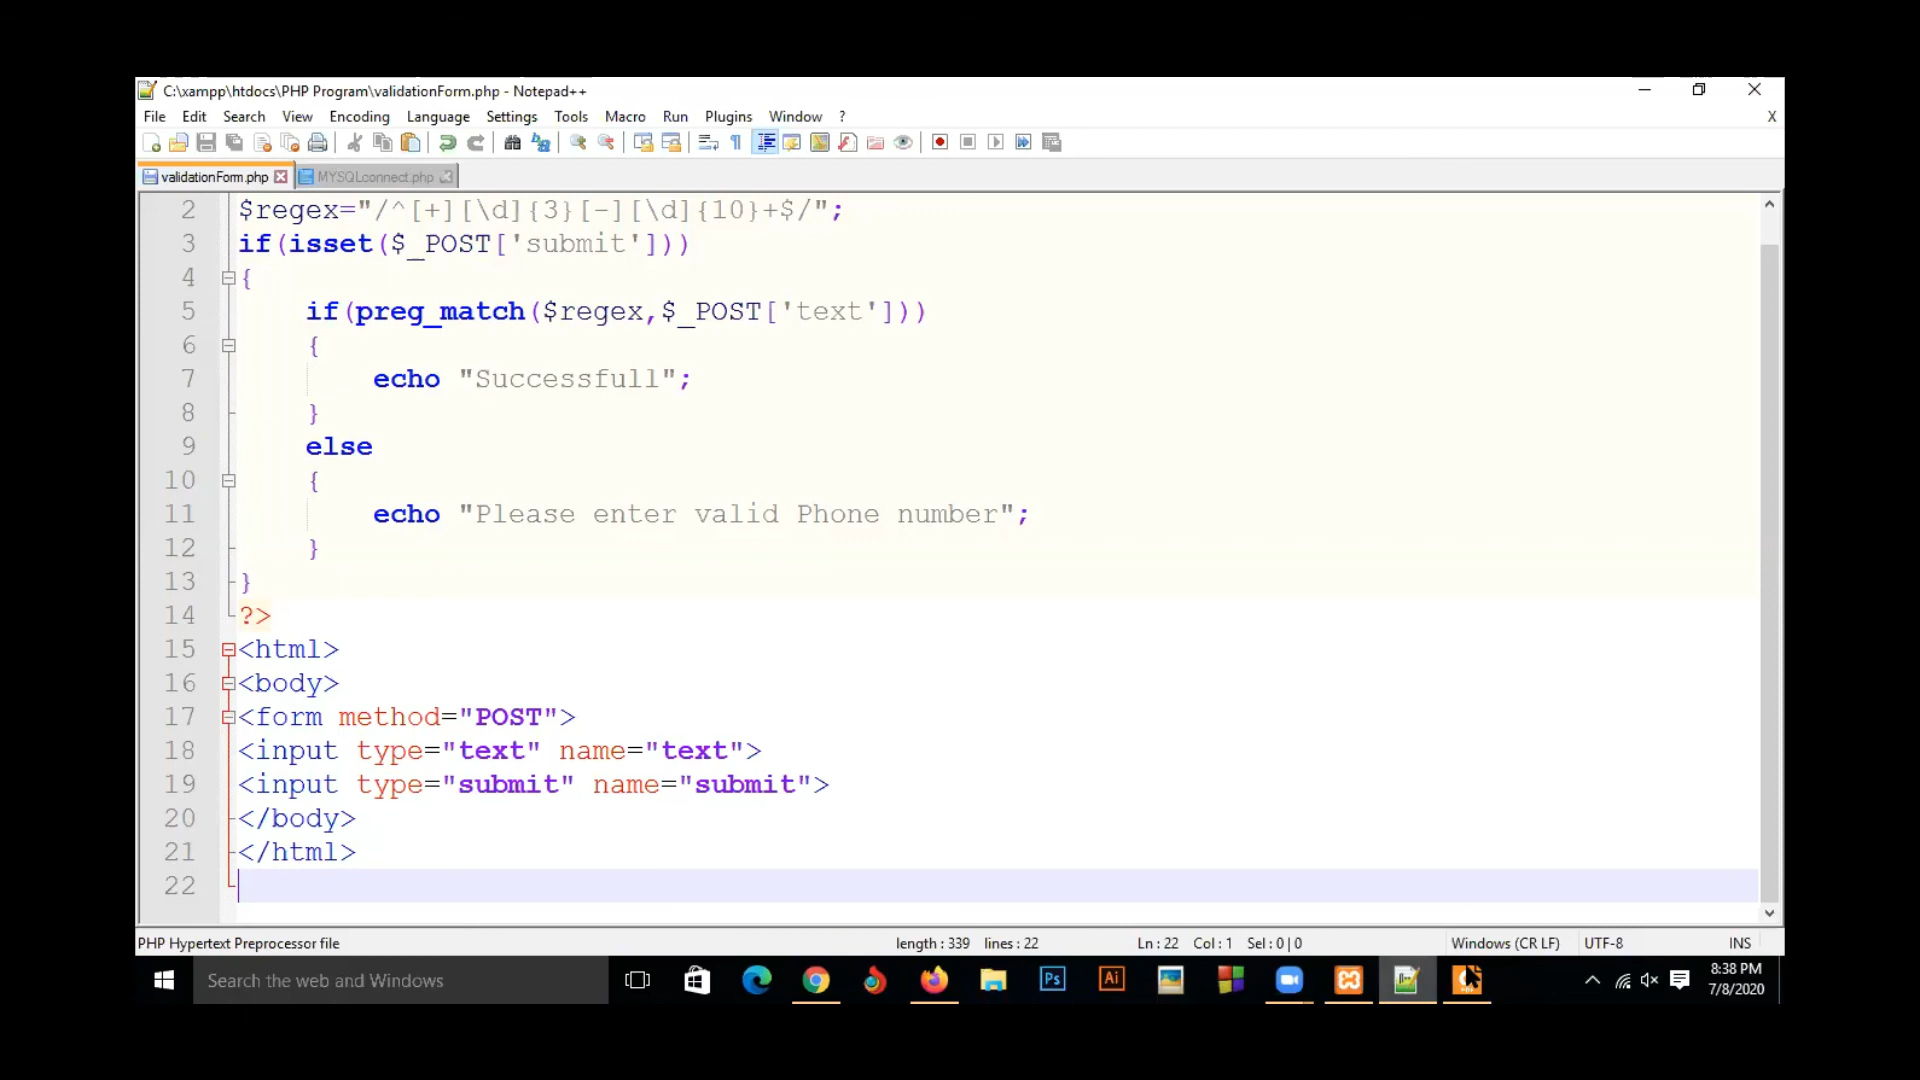 C:\xampp\htdocs\PHP Program\validationForm.php - Notepad++
File Edit Search View Encoding Language Settings Tools Macro Run Plugins Window ? X
validationForm.php MYSQLconnect.php
2 $regex="/^[+][\d]{3}[-][\d]{10}+$/";
3 if(isset($_POST['submit']))
4 {
5 if(preg_match($regex,$_POST['text']))
6 {
7 echo "Successfull";
8 }
9 else
10 {
11 echo "Please enter valid Phone number";
12 }
13 }
14 ?>
15 <html>
16 <body>
17 <form method="POST">
18 <input type="text" name="text">
19 <input type="submit" name="submit">
20 </body>
21 </html>
22
PHP Hypertext Preprocessor file length : 339 lines : 22 Ln : 22 Col : 1 Sel : 0 | 0 Windows (CR LF) UTF-8 INS
Search the web and Windows Ps Ai 8:38 PM
7/8/2020